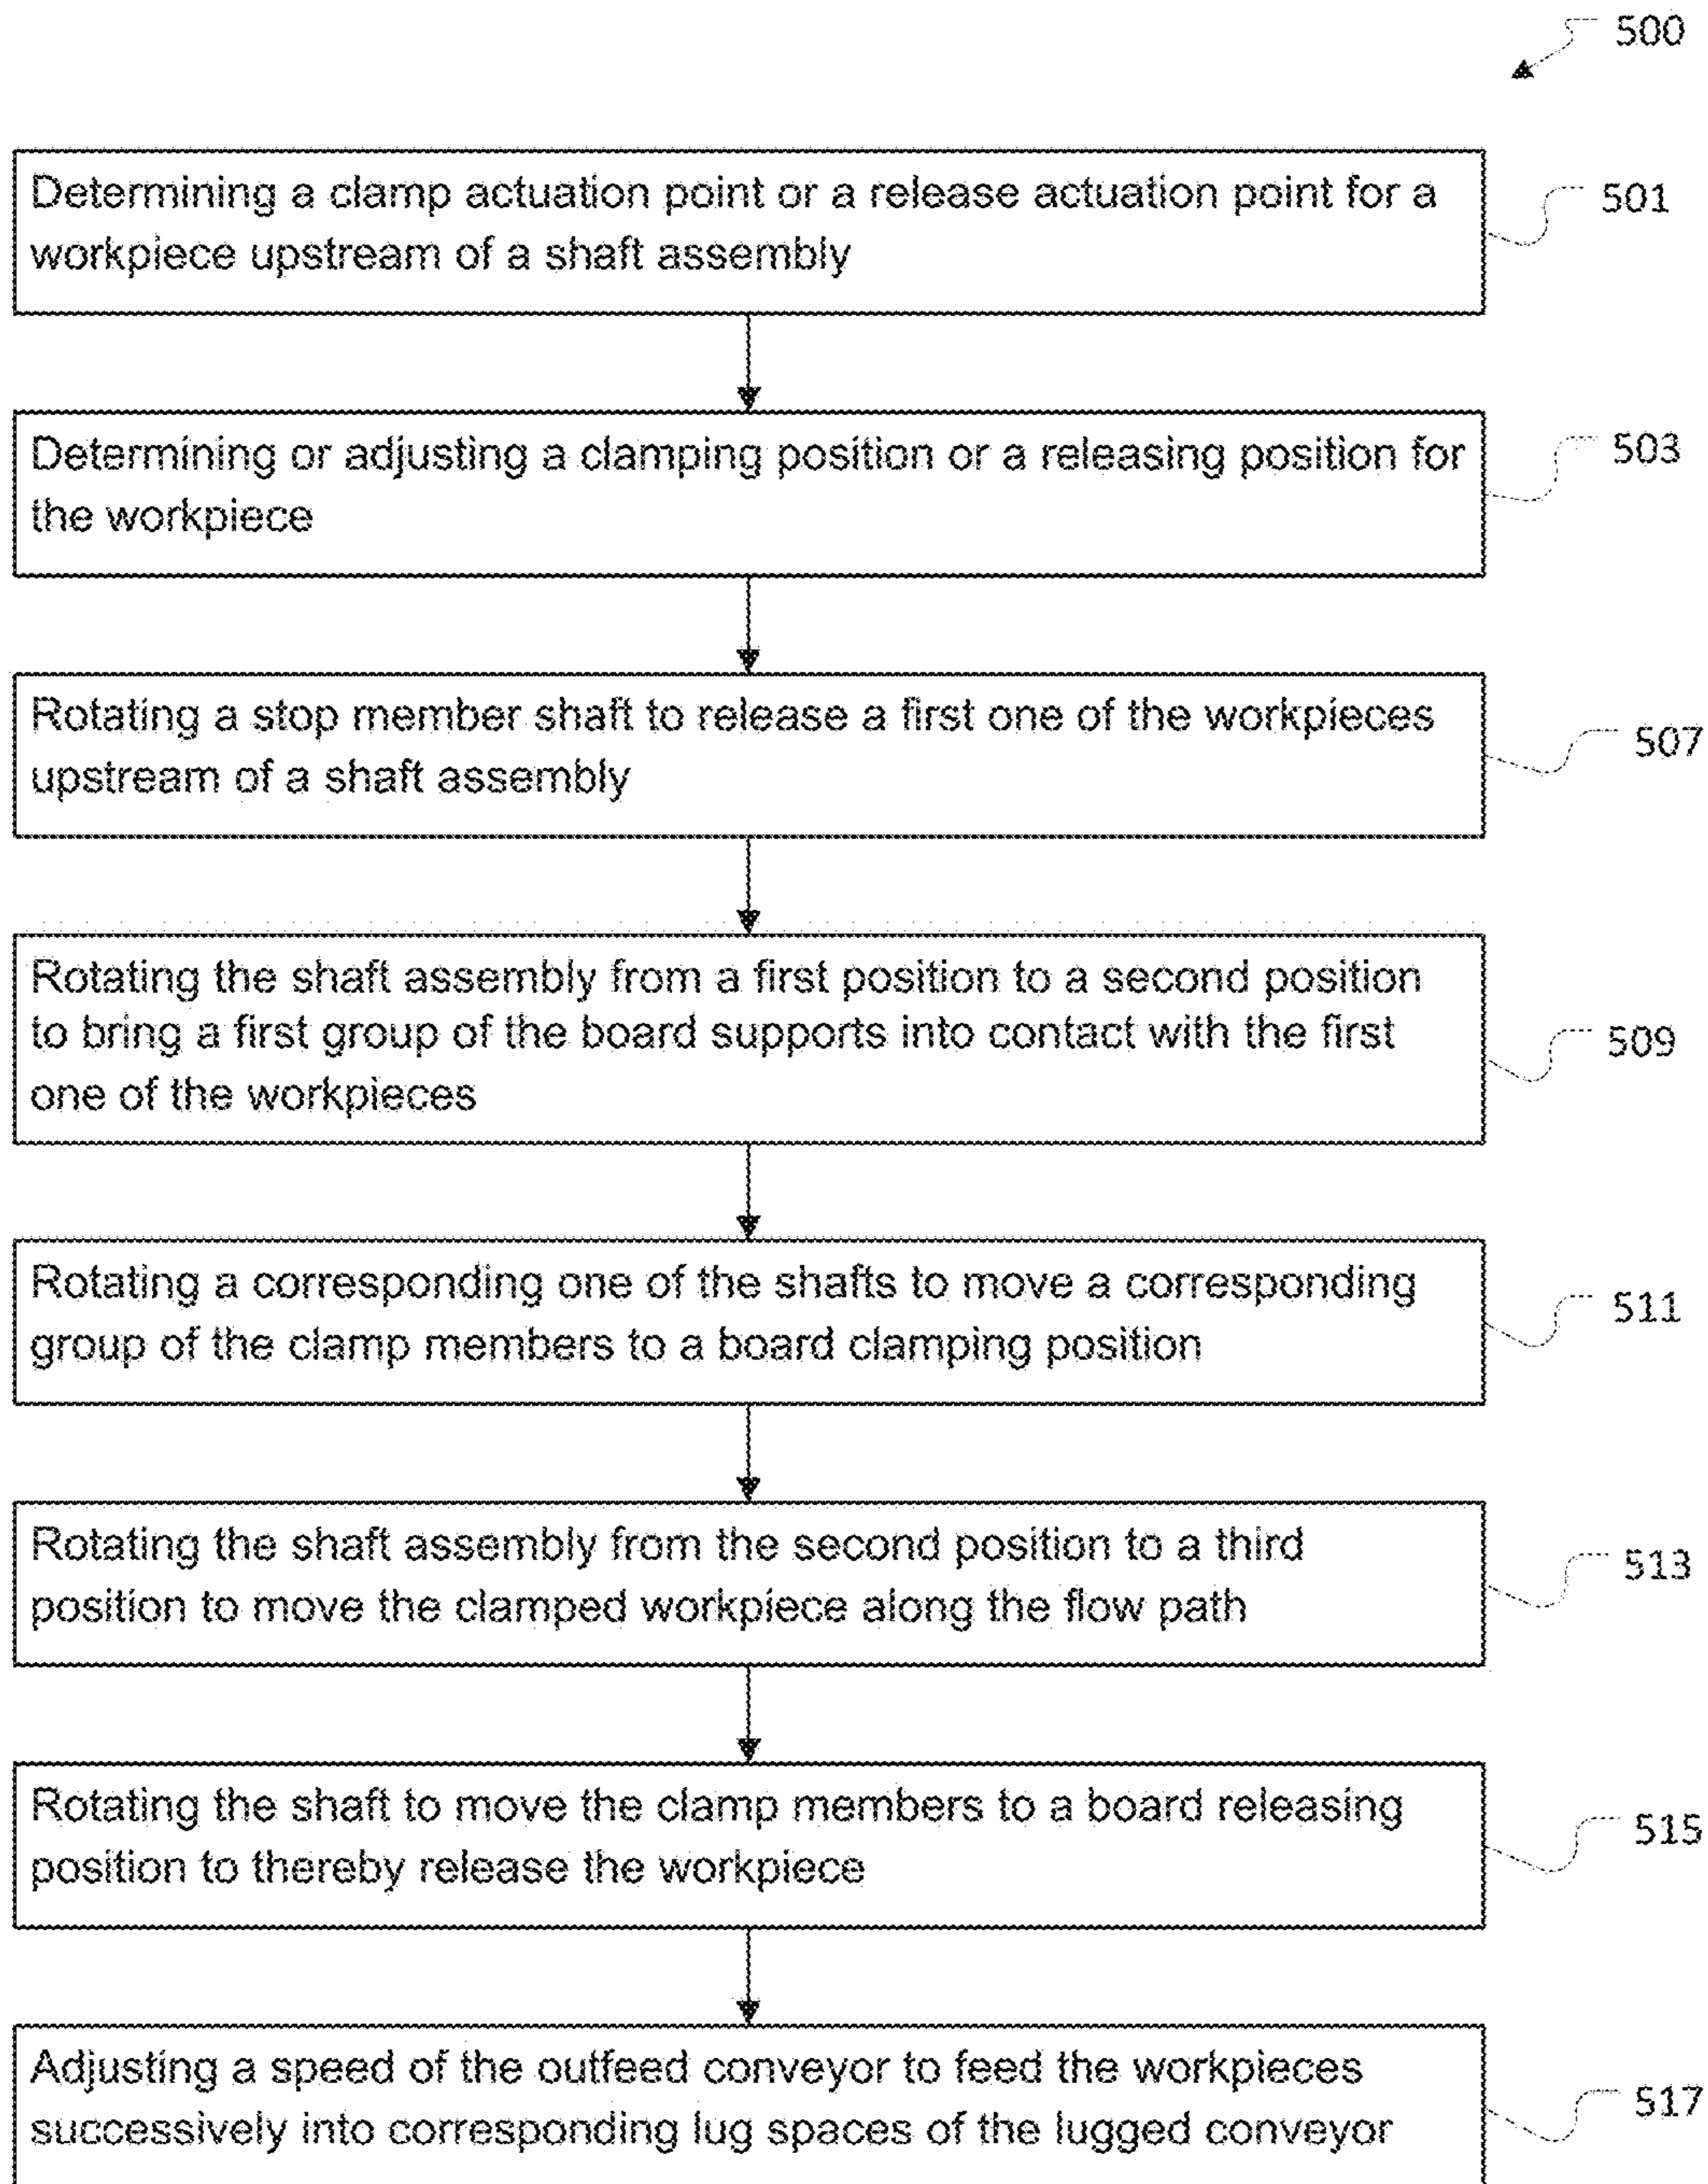 500
Determining a clamp actuation point or a release actuation point for a
workpiece upstream of a shaft assembly
501
Determining or adjusting a clamping position or a releasing position for
the workpiece
503
Rotating a stop member shaft to release a first one of the workpieces
upstream of a shaft assembly
507
Rotating the shaft assembly from a first position to a second position
to bring a first group of the board supports into contact with the first
one of the workpieces
509
Rotating a corresponding one of the shafts to move a corresponding
group of the clamp members to a board clamping position
511
Rotating the shaft assembly from the second position to a third
position to move the clamped workpiece along the flow path
513
Rotating the shaft to move the clamp members to a board releasing
position to thereby release the workpiece
515
Adjusting a speed of the outfeed conveyor to feed the workpieces
successively into corresponding lug spaces of the lugged conveyor
517